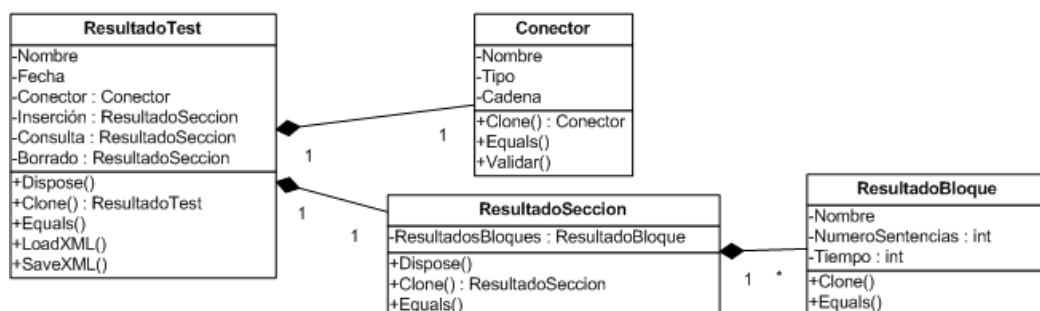 ResultadoTest
-Nombre
-Fecha
-Conector : Conector
-Inserción : ResultadoSeccion
-Consulta : ResultadoSeccion
-Borrado : ResultadoSeccion
+Dispose()
+Clone() : ResultadoTest
+Equals()
+LoadXML()
+SaveXML()
Conector
-Nombre
-Tipo
-Cadena
+Clone() : Conector
+Equals()
+Validar()
1
1
1
1
ResultadoSeccion
-ResultadosBloques : ResultadoBloque
+Dispose()
+Clone() : ResultadoSeccion
+Equals()
1
*
ResultadoBloque
-Nombre
-NumeroSentencias : int
-Tiempo : int
+Clone()
+Equals()